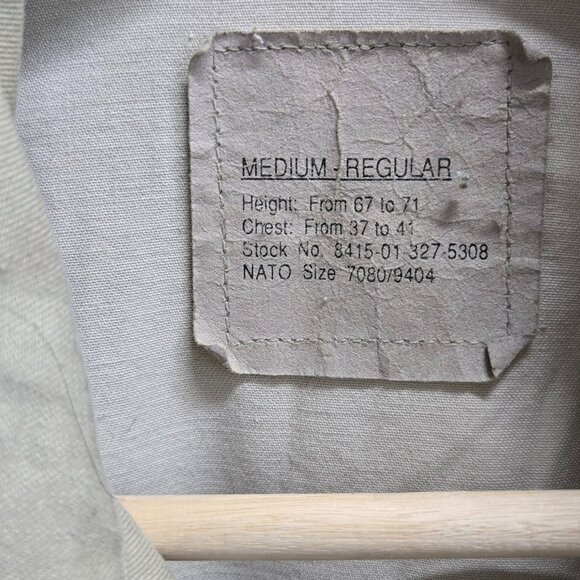 MEDIUM - REGULAR
Height: From 67 to 71
Chest: From 37 to 41
Stock No. 8415-01 327-5308
NATO Size 7080/9404